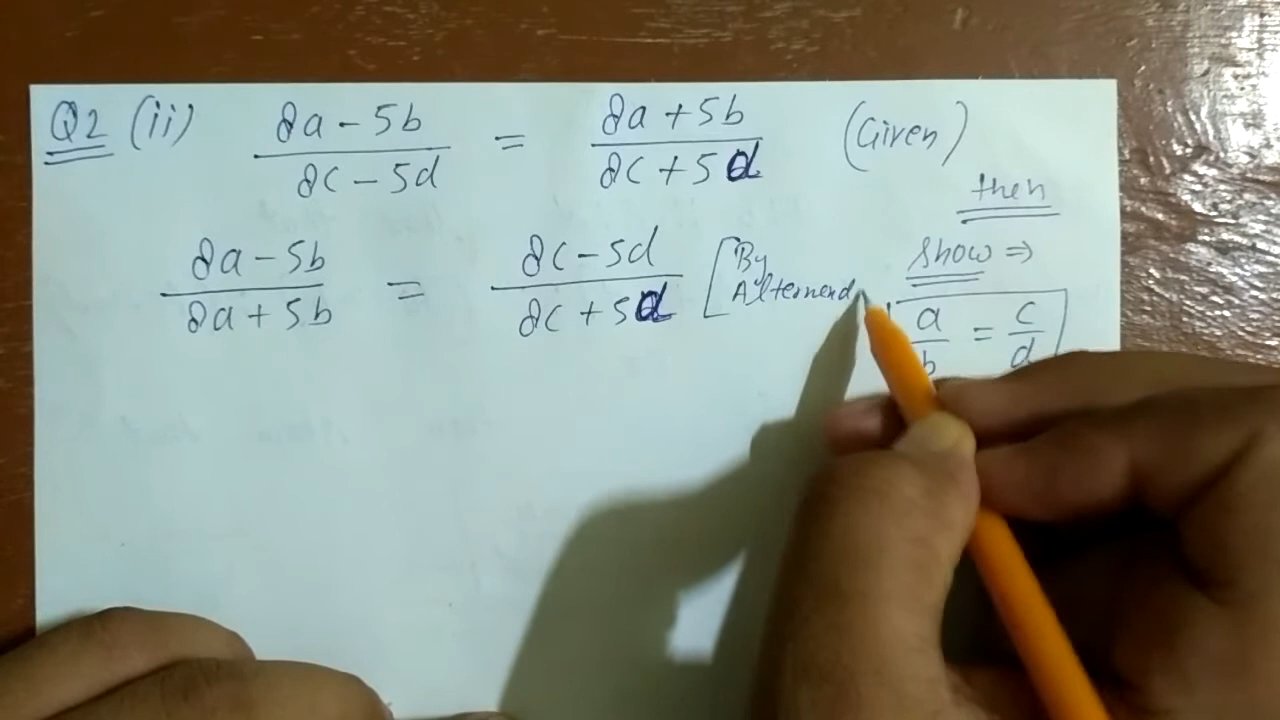 Q2 (ii) 8a - 5b / 8c - 5d = 8a + 5b / 8c + 5d (Given)
then
8a - 5b / 8a + 5b = 8c - 5d / 8c + 5d [By Alternend
Show ⇒
a / b = c / d